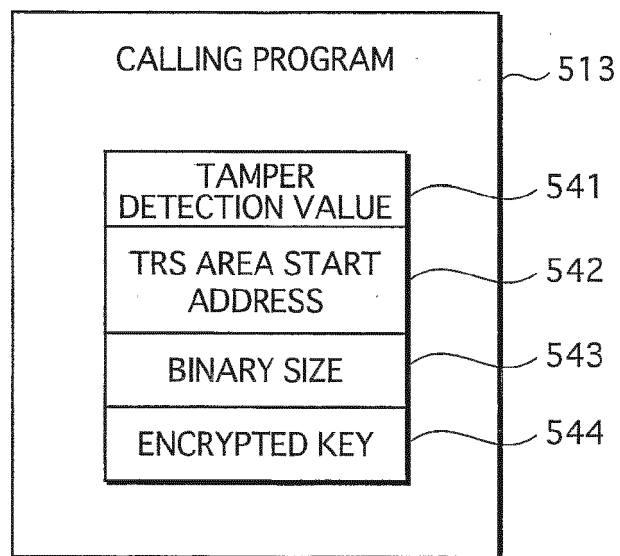 CALLING PROGRAM
513
TAMPER
DETECTION VALUE
541
TRS AREA START
ADDRESS
542
BINARY SIZE
543
ENCRYPTED KEY
544